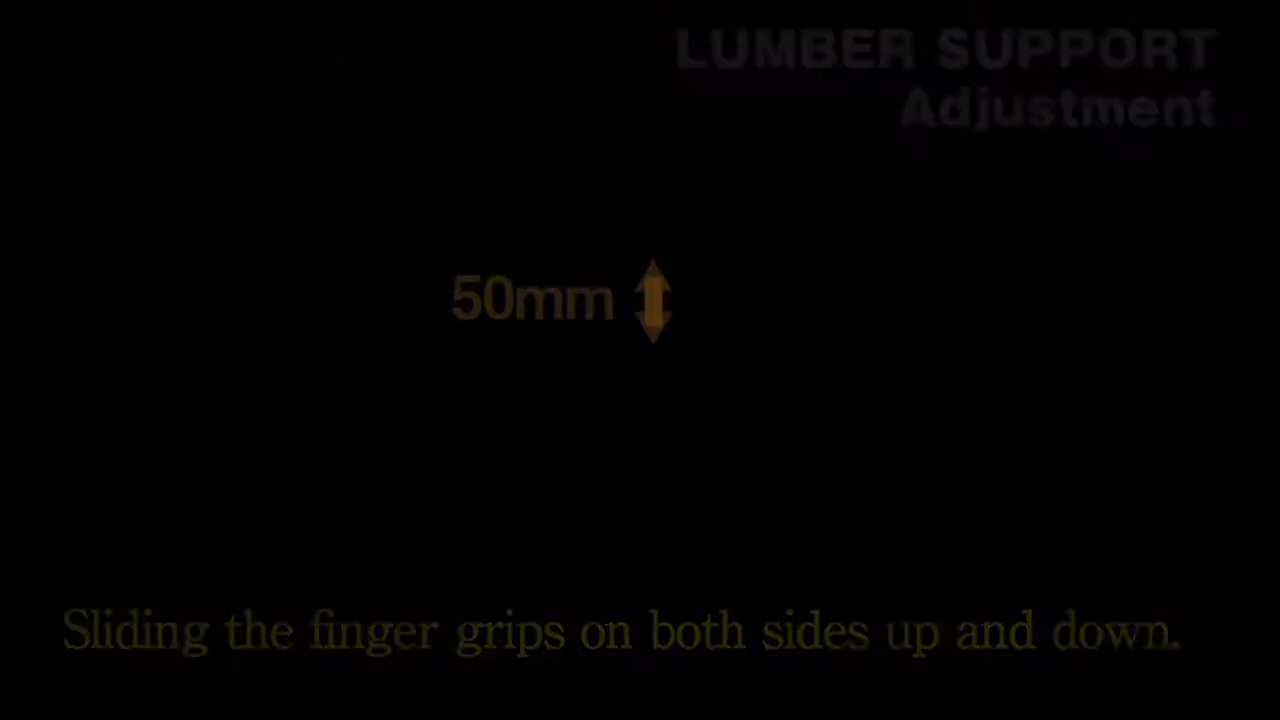 LUMBER SUPPORT
Adjustment
50mm
Sliding the finger grips on both sides up and down.